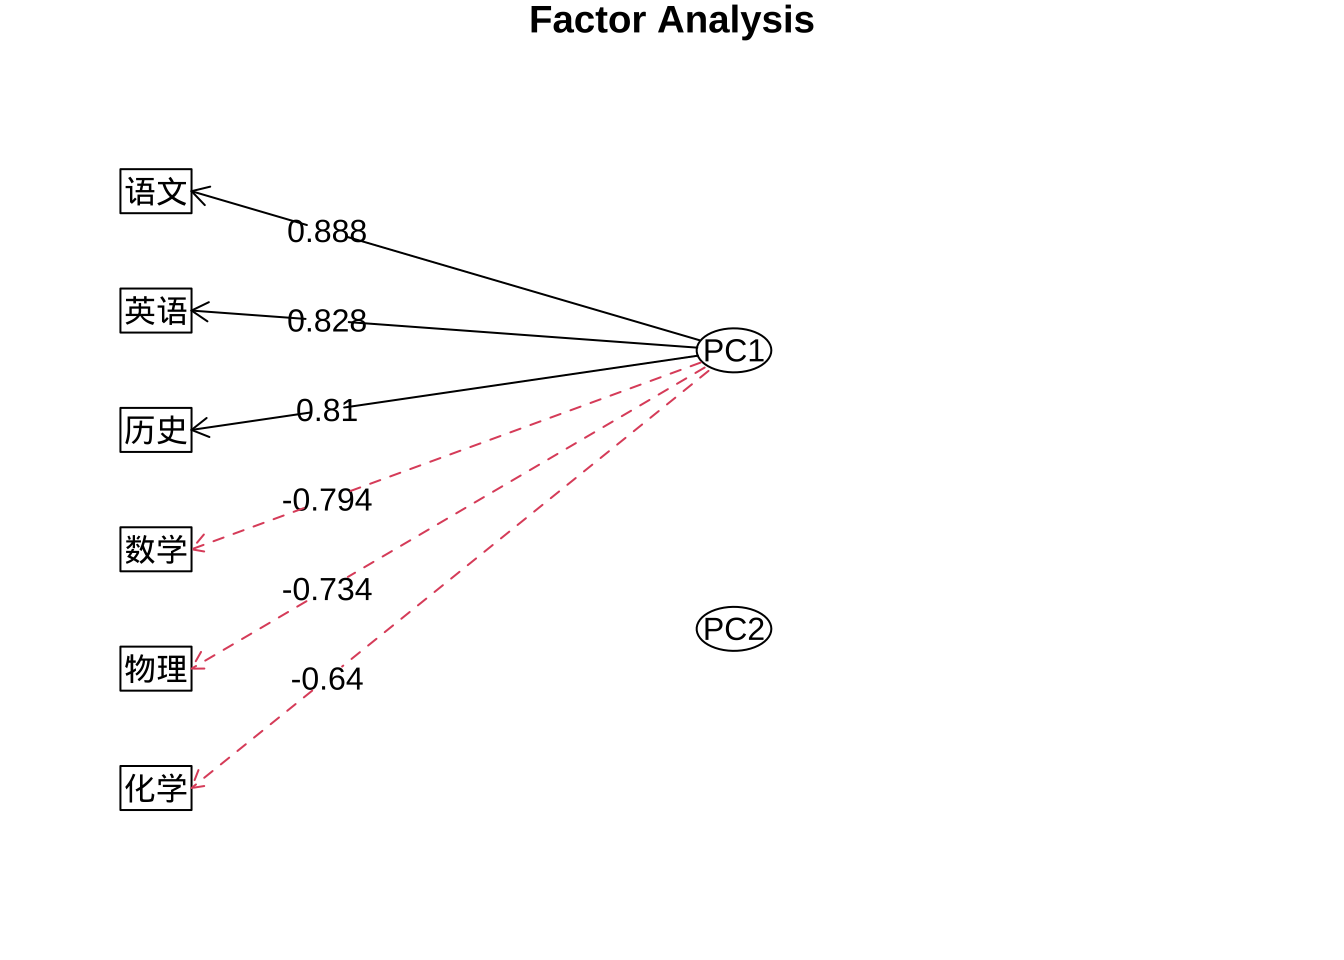 Factor Analysis
语文
0.888
英语
0.828
PC1
历史
0.81
数学
-0.794
物理
-0.734
PC2
化学
-0.64